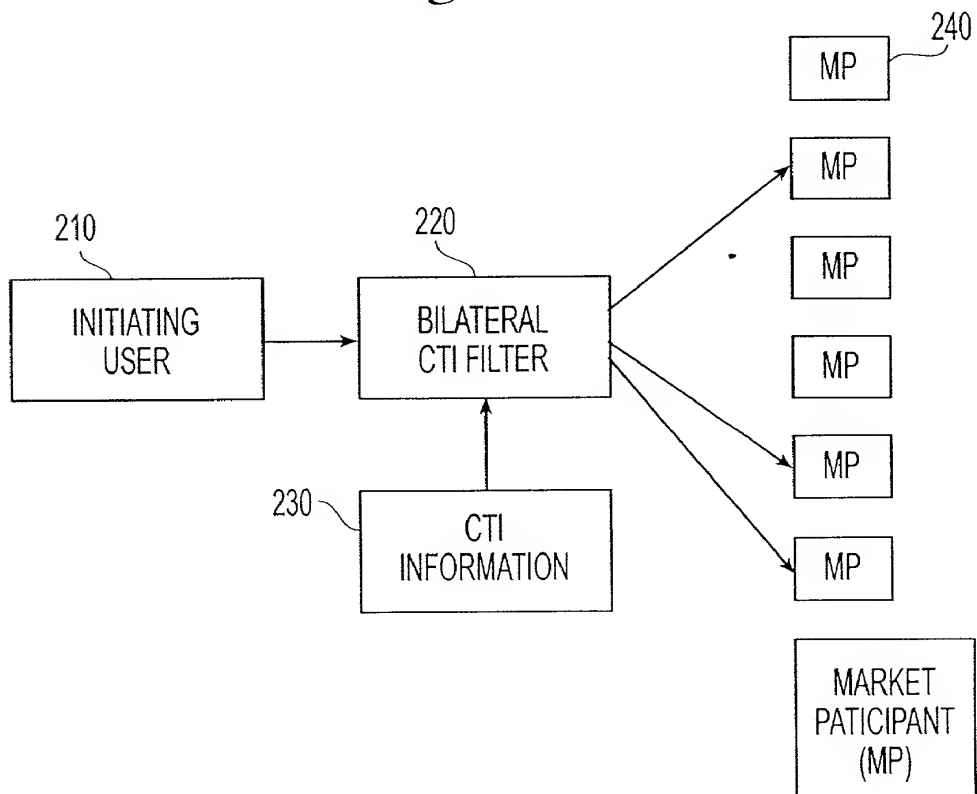 g
240
MP
MP
210
220
MP
INITIATING
USER
BILATERAL
CTI FILTER
MP
MP
230
CTI
INFORMATION
MP
MARKET
PATICIPANT
(MP)